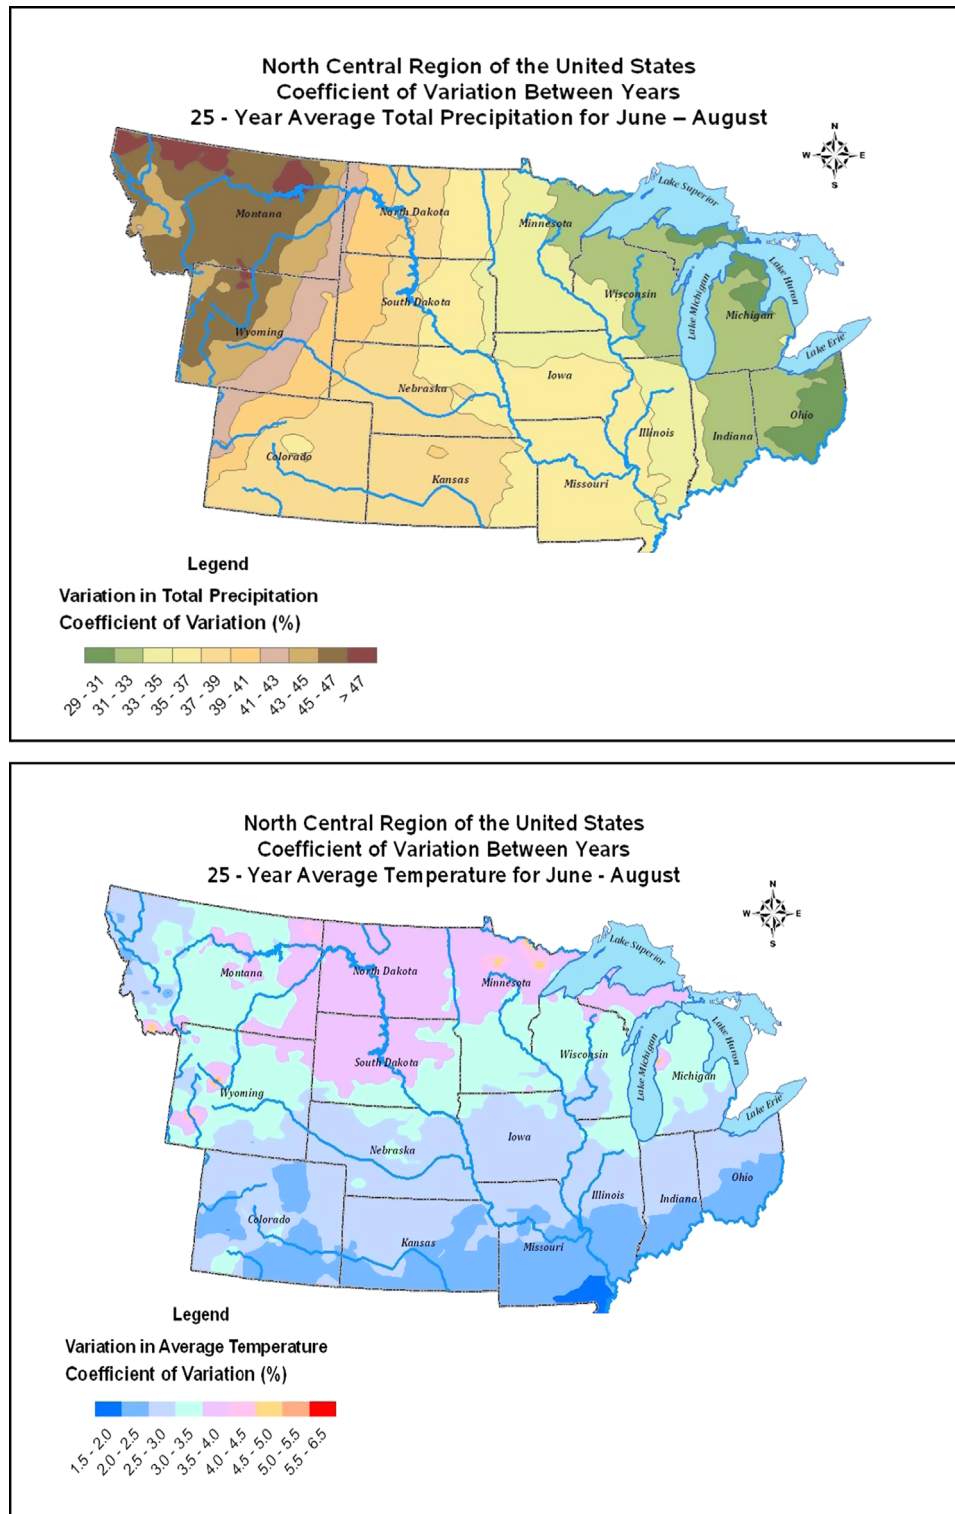 North Central Region of the United States
Coefficient of Variation Between Years
25 - Year Average Total Precipitation for June – August
N
W E
S
Lake Superior
Montana
North Dakota
Minnesota
Lake Huron
Lake Michigan
Wisconsin
South Dakota
Michigan
Wyoming
Lake Erie
Iowa
Nebraska
Ohio
Illinois
Indiana
Colorado
Kansas
Missouri
Legend
Variation in Total Precipitation
Coefficient of Variation (%)
29 - 31
31 - 33
33 - 35
35 - 37
37 - 39
39 - 41
41 - 43
43 - 45
45 - 47
> 47
North Central Region of the United States
Coefficient of Variation Between Years
25 - Year Average Temperature for June - August
N
W E
S
Lake Superior
Montana
North Dakota
Minnesota
Lake Huron
Lake Michigan
Wisconsin
South Dakota
Michigan
Wyoming
Lake Erie
Iowa
Nebraska
Ohio
Illinois
Indiana
Colorado
Kansas
Missouri
Legend
Variation in Average Temperature
Coefficient of Variation (%)
1.5 - 2.0
2.0 - 2.5
2.5 - 3.0
3.0 - 3.5
3.5 - 4.0
4.0 - 4.5
4.5 - 5.0
5.0 - 5.5
5.5 - 6.5